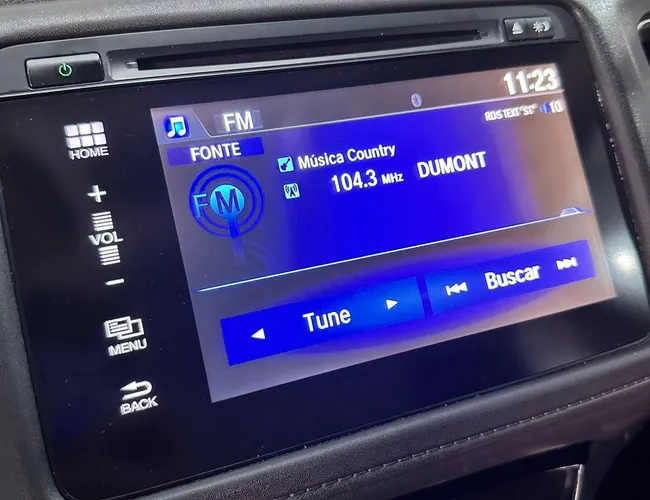 11:23
FM
RDS TEXT "ST" 10
HOME
FONTE
Música Country
FM
104.3 MHz DUMONT
+
VOL
-
Tune
Buscar
MENU
BACK